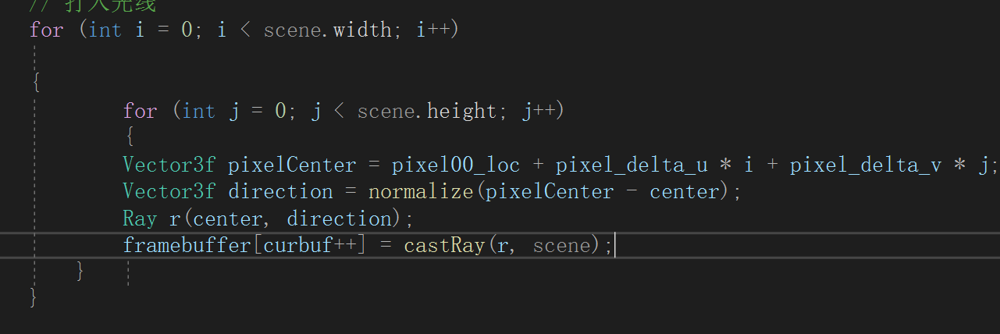 // 打入光线
for (int i = 0; i < scene.width; i++)
{
for (int j = 0; j < scene.height; j++)
{
Vector3f pixelCenter = pixel00_loc + pixel_delta_u * i + pixel_delta_v * j;
Vector3f direction = normalize(pixelCenter - center);
Ray r(center, direction);
framebuffer[curbuf++] = castRay(r, scene);
}
}